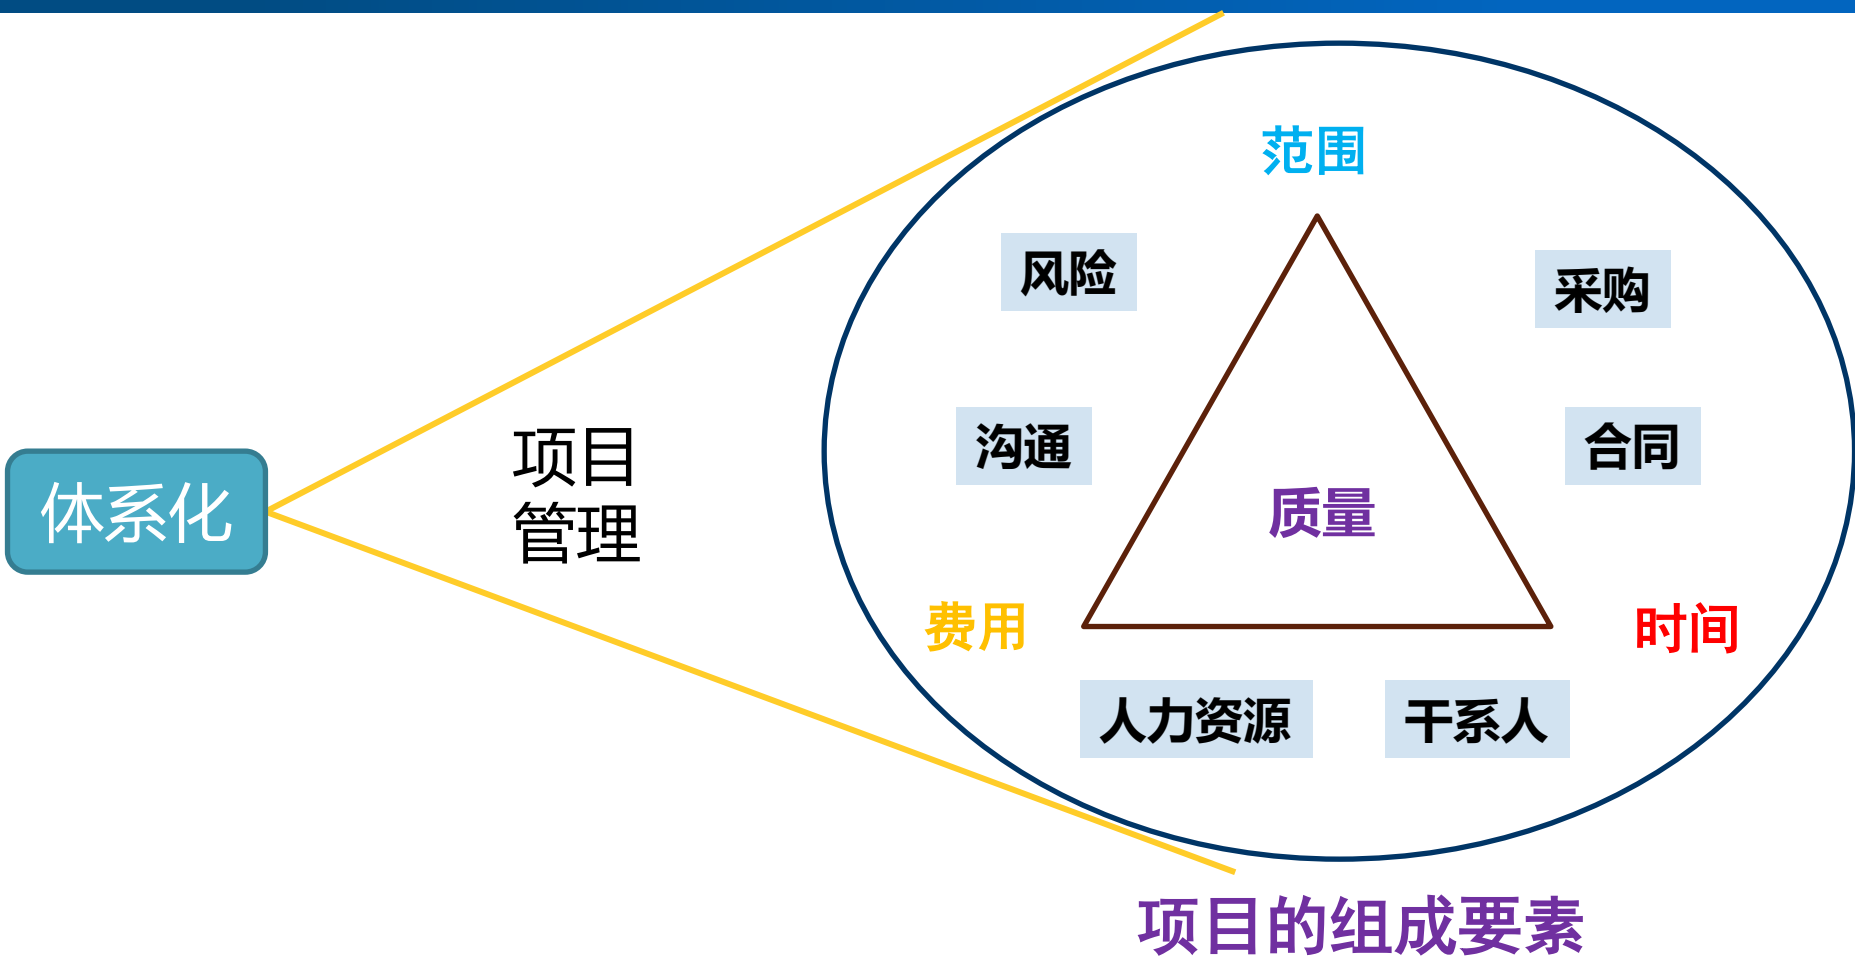 范围
风险
采购
沟通
合同
项目
管理
体系化
质量
费用
时间
人力资源
干系人
项目的组成要素